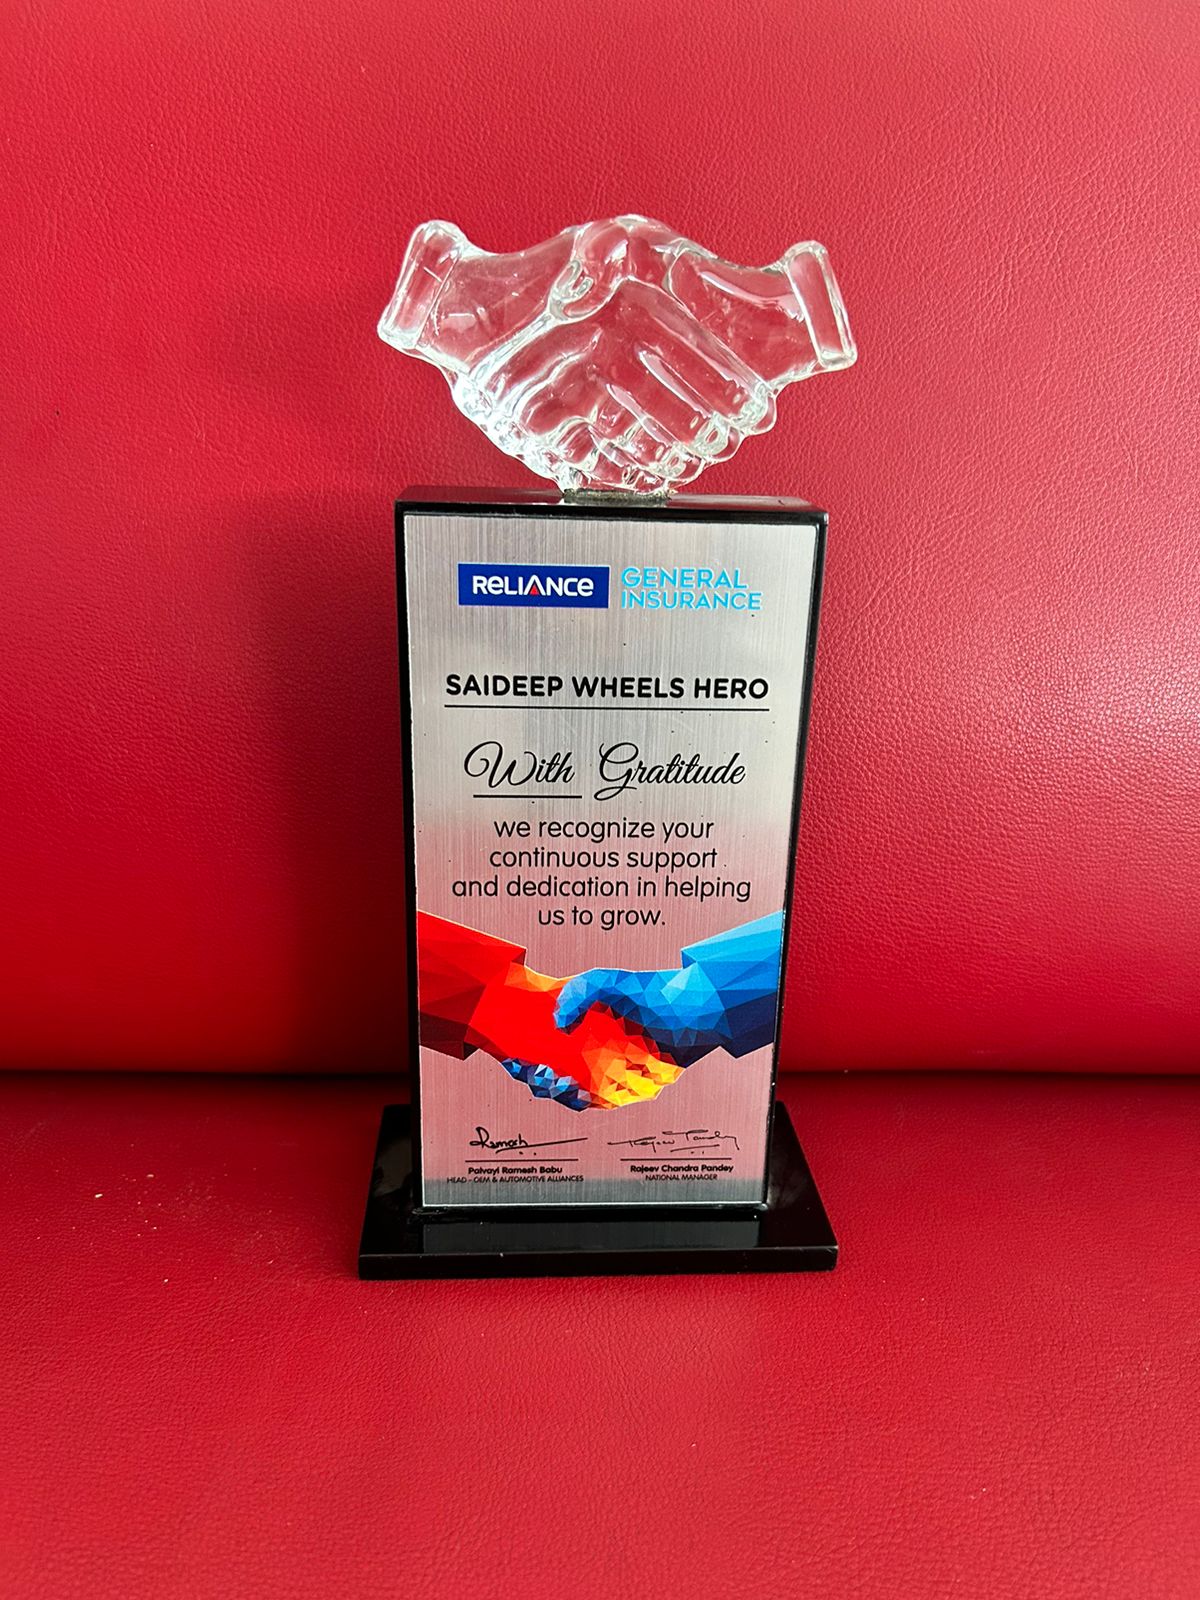 RELIANCE GENERAL
INSURANCE
SAIDEEP WHEELS HERO
With Gratitude
we recognize your
continuous support
and dedication in helping
us to grow.
Palvayi Ramesh Babu
HEAD - OEM & AUTOMOTIVE ALLIANCES
Rajeev Chandra Pandey
NATIONAL MANAGER